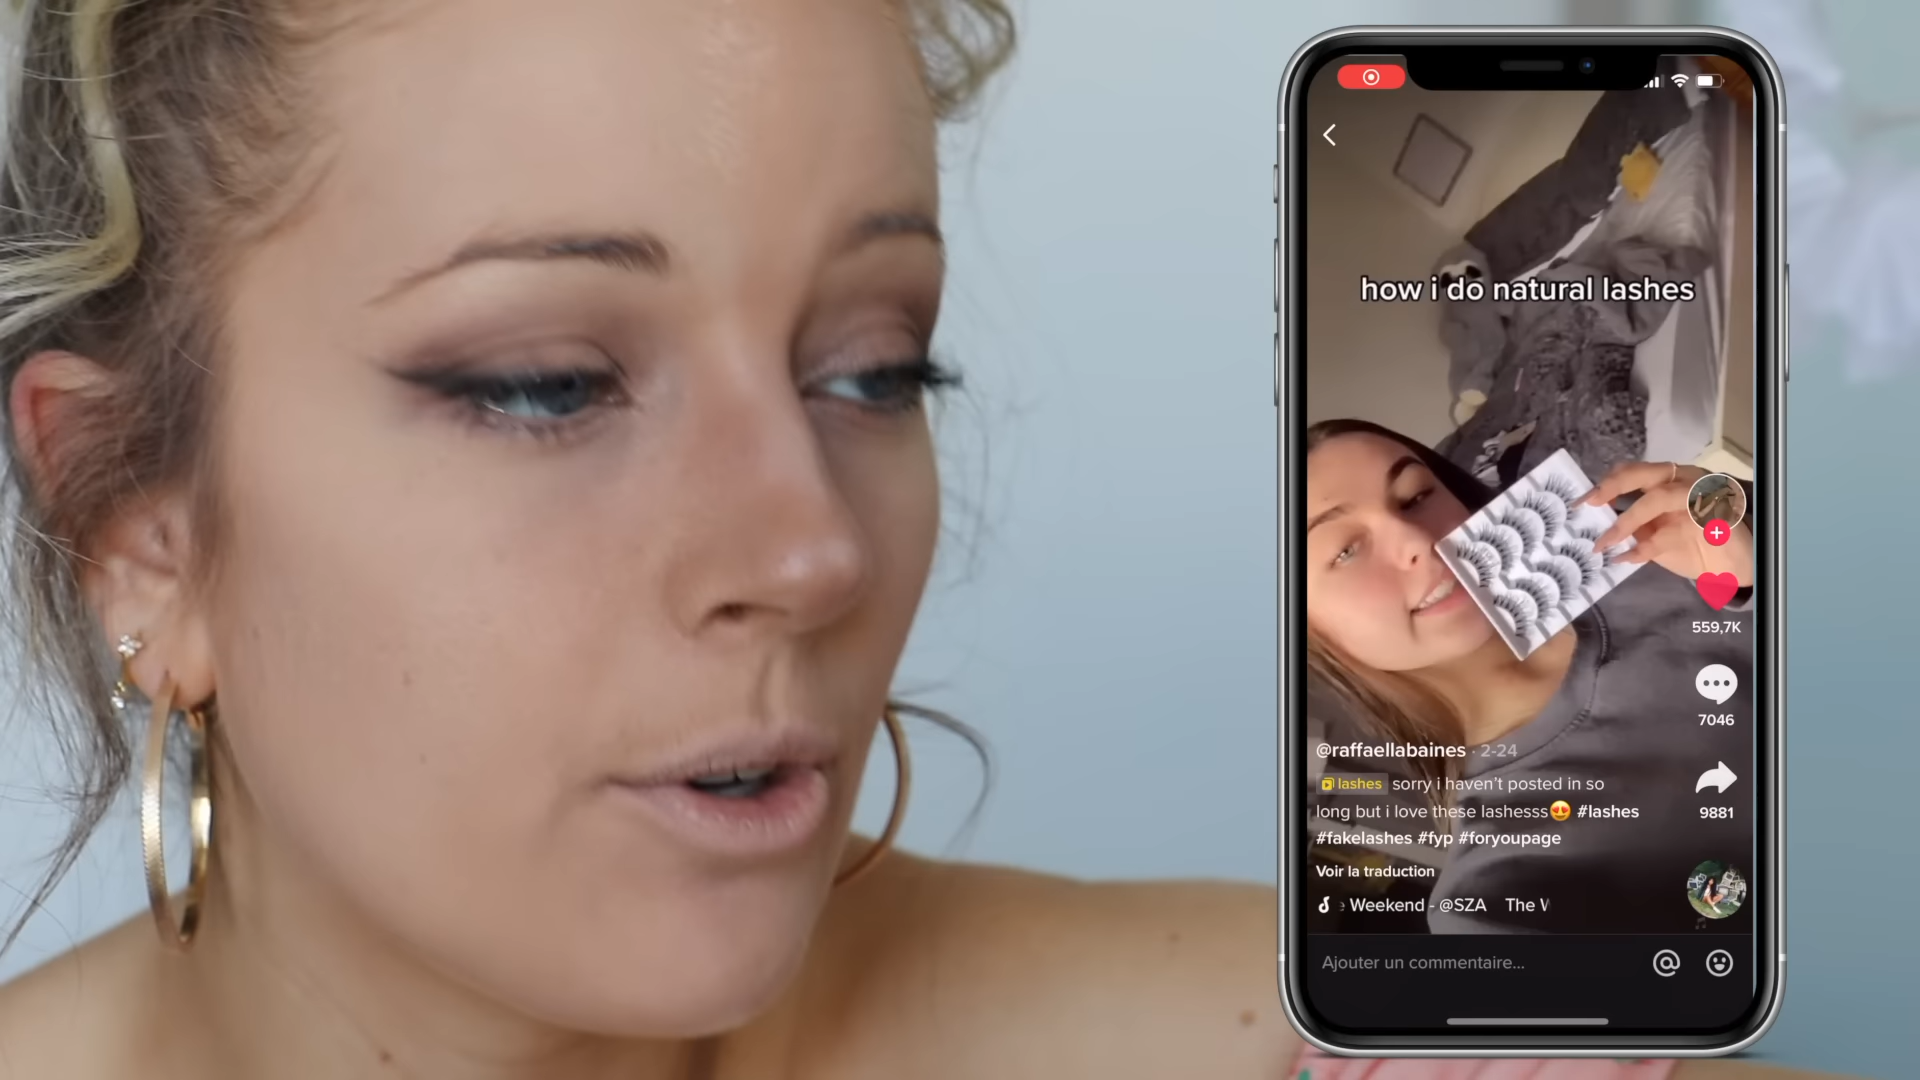 how i do natural lashes
559,7K
7046
@raffaellabaines · 2-24
lashes sorry i haven't posted in so
long but i love these lashesss😍 #lashes
9881
#fakelashes #fyp #foryoupage
Voir la traduction
Weekend - @SZA The
Ajouter un commentaire...